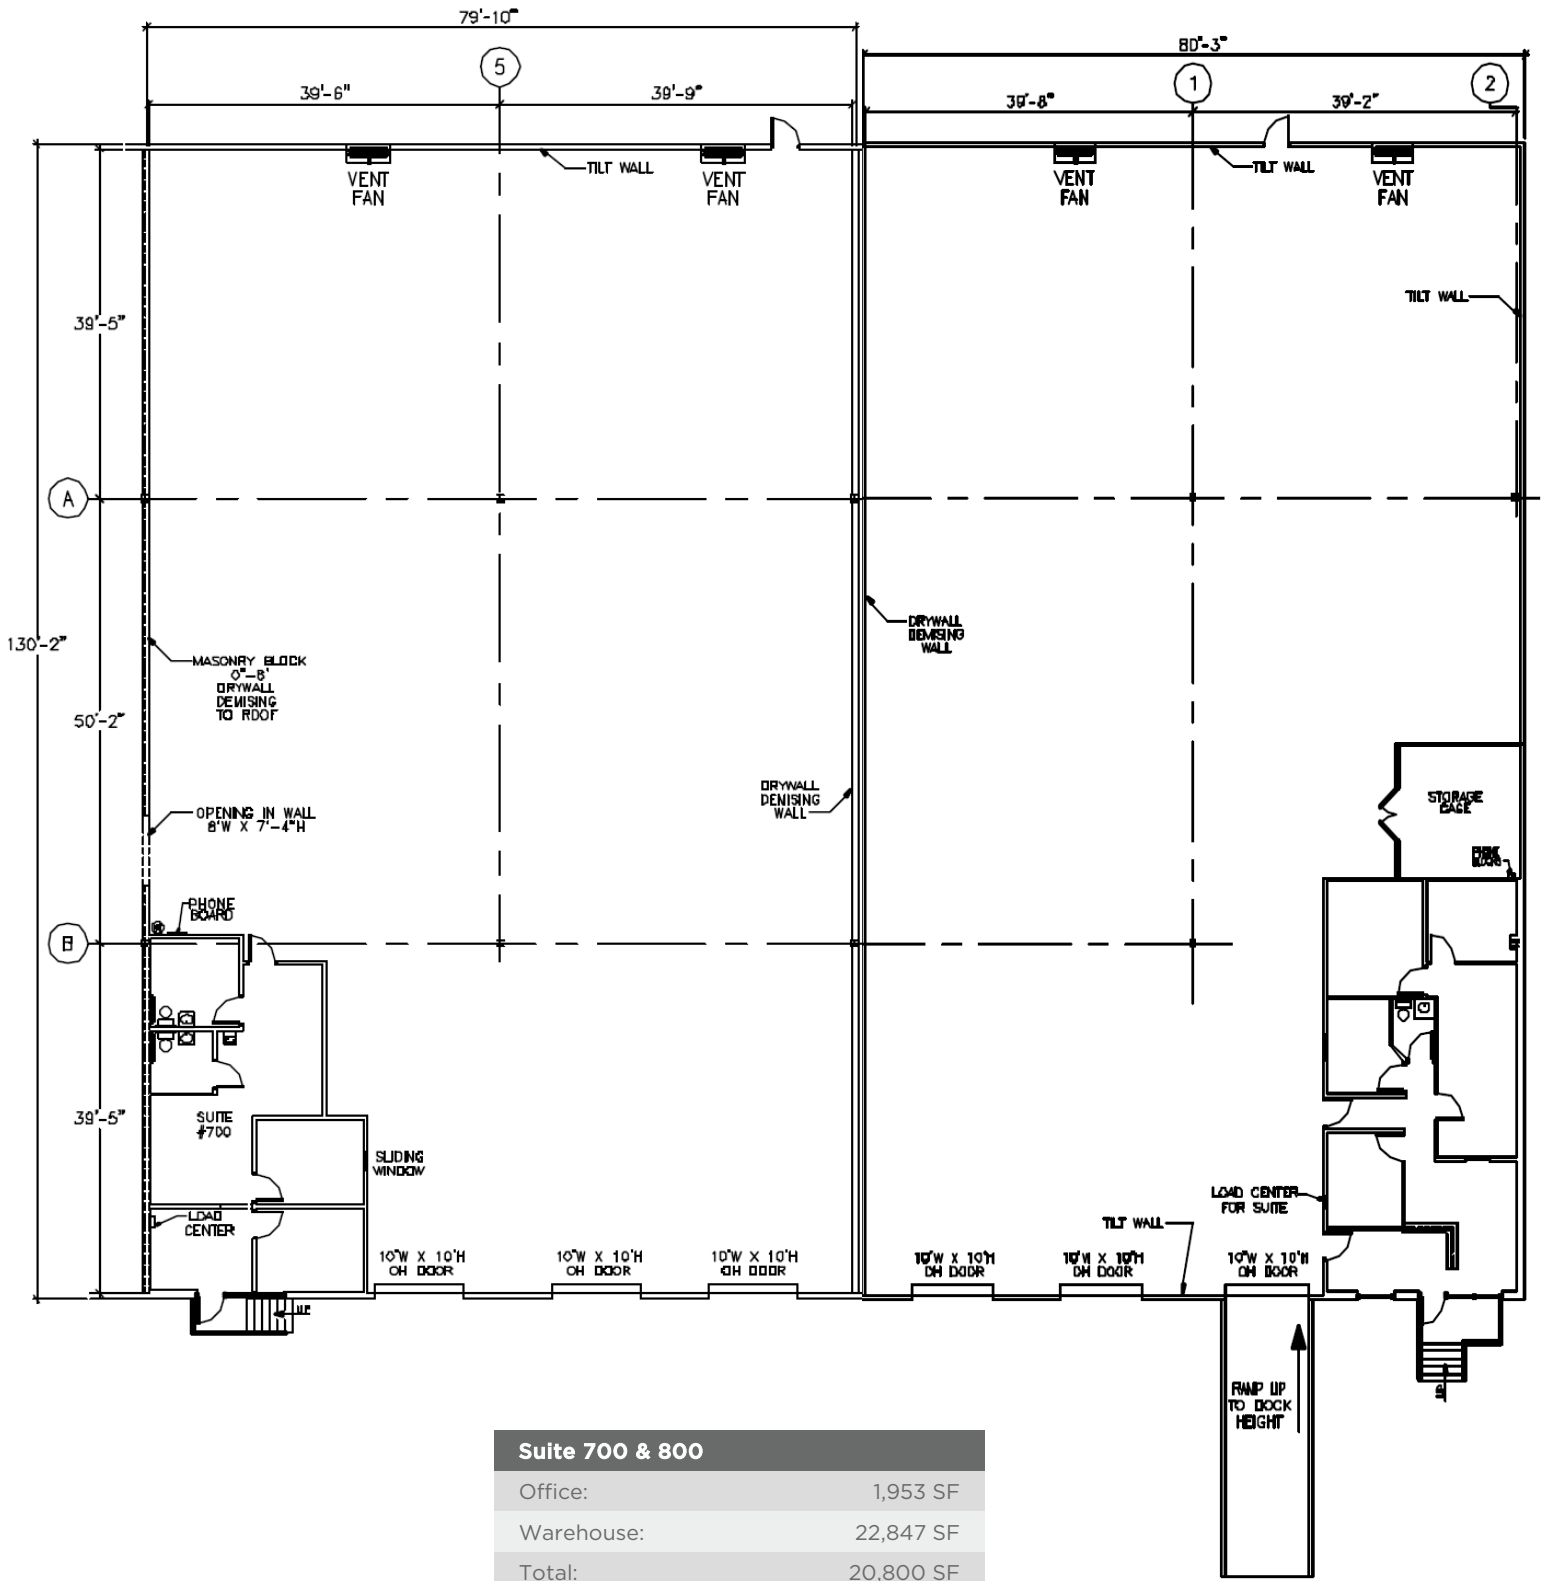 79'-10"
80'-3"
5
1
2
39'-6"
39'-9"
39'-8"
39'-2"
TILT WALL
TILT WALL
VENT
FAN
VENT
FAN
VENT
FAN
VENT
FAN
TILT WALL
39'-5"
A
DRYWALL
DEMISING
WALL
130'-2"
MASONRY BLOCK
0"-8'
DRYWALL
DEMISING
TO ROOF
50'-2"
DRYWALL
DEMISING
WALL
STORAGE
CAGE
OPENING IN WALL
8'W X 7'-4"H
PHONE
BOARD
B
39'-5"
SUITE
#700
SLIDING
WINDOW
LOAD CENTER
FOR SUITE
LOAD
CENTER
TILT WALL
10'W X 10'H
OH DOOR
10'W X 10'H
OH DOOR
10'W X 10'H
OH DOOR
10'W X 10'H
OH DOOR
10'W X 10'H
OH DOOR
10'W X 10'H
OH DOOR
UP
RAMP UP
TO DOCK
HEIGHT
UP
Suite 700 & 800
Office: 1,953 SF
Warehouse: 22,847 SF
Total: 20,800 SF